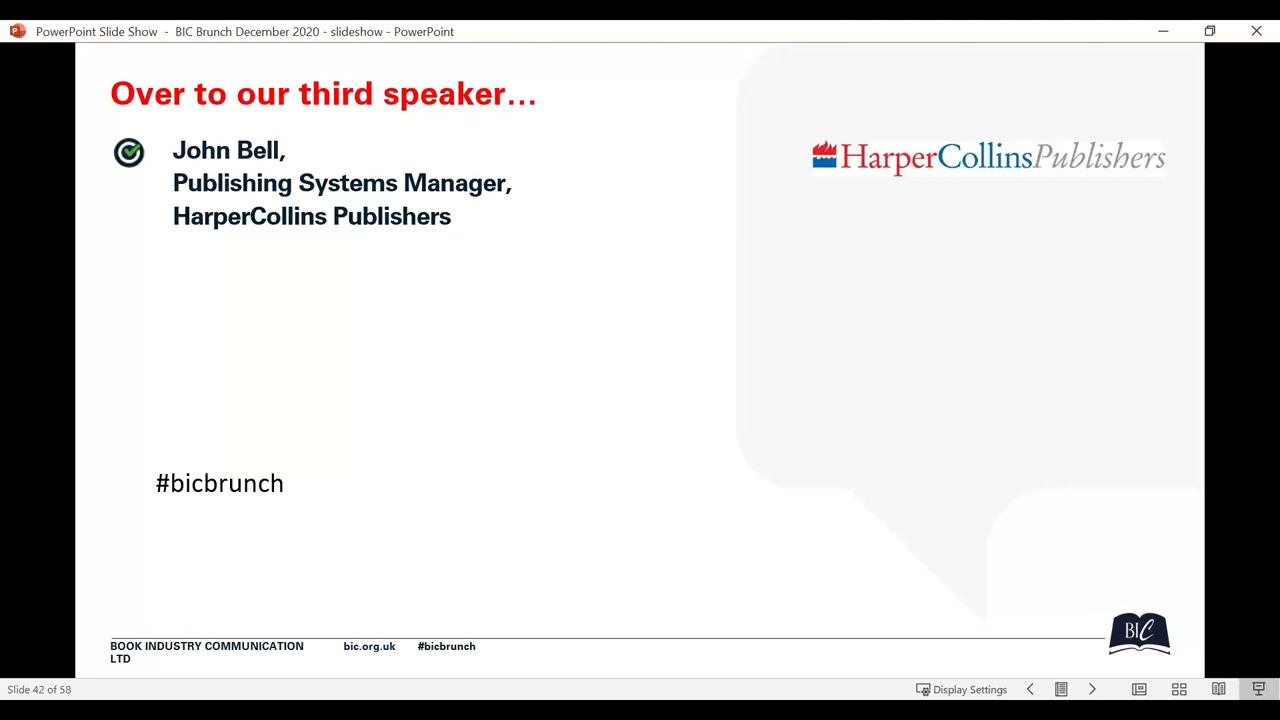 PowerPoint Slide Show - BIC Brunch December 2020 - slideshow - PowerPoint
Over to our third speaker…
John Bell,
Publishing Systems Manager,
HarperCollins Publishers
HarperCollinsPublishers
#bicbrunch
BOOK INDUSTRY COMMUNICATION
LTD
bic.org.uk
#bicbrunch
BIC
Slide 42 of 58
Display Settings